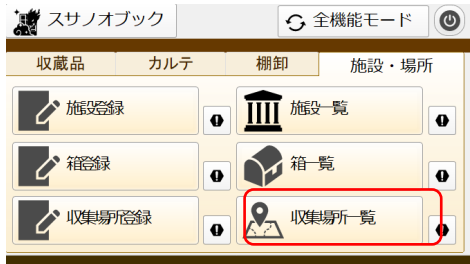 スサノオブック
全機能モード
収蔵品 カルテ 棚卸 施設・場所
施設登録 施設一覧
箱登録 箱一覧
収集場所登録 収集場所一覧